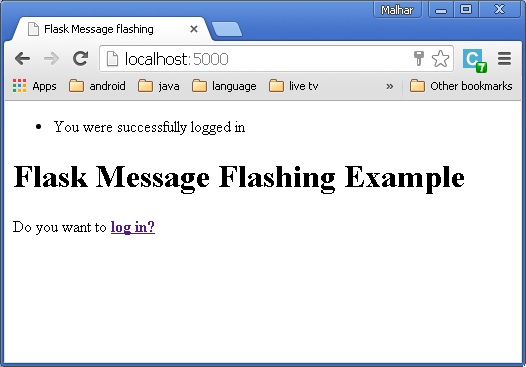 Malhar
Flask Message flashing
localhost:5000
C 7
Apps android java language live tv » Other bookmarks
You were successfully logged in
Flask Message Flashing Example
Do you want to log in?